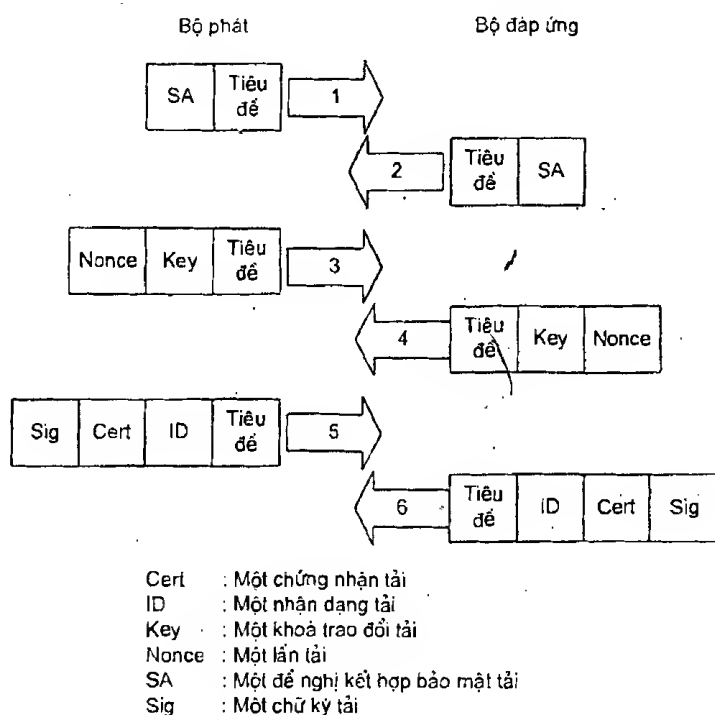 Bộ phát
Bộ đáp ứng
SA Tiêu đề 1
2 Tiêu đề SA
Nonce Key Tiêu đề 3
4 Tiêu đề Key Nonce
Sig Cert ID Tiêu đề 5
6 Tiêu đề ID Cert Sig
Cert : Một chứng nhận tải
ID : Một nhận dạng tải
Key : Một khoá trao đổi tải
Nonce : Một lần tải
SA : Một đề nghị kết hợp bảo mật tải
Sig : Một chữ ký tải